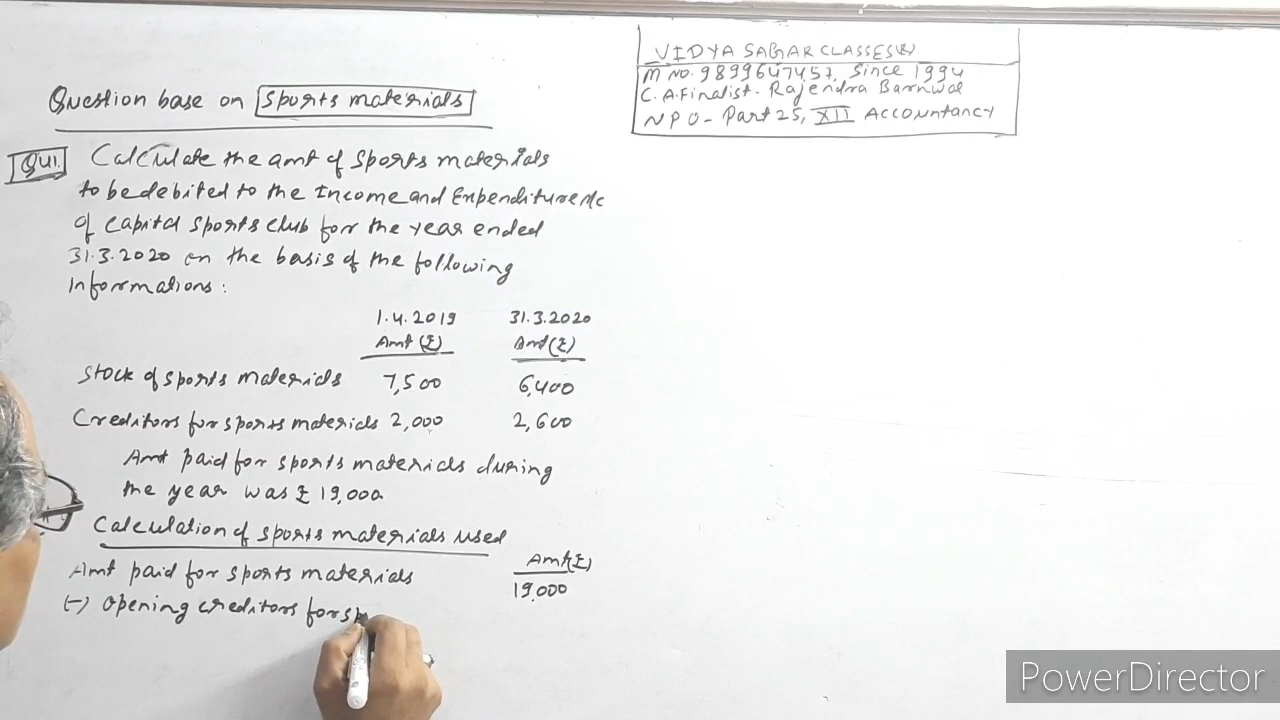 VIDYA SAGAR CLASSES
M No. 9899647457, Since 1994
C.A.Finalist - Rajendra Barnwal
NPO - Part 25, XII ACCOUNTANCY
Question base on Sports materials
QU1. Calculate the amt of Sports materials
to be debited to the Income and Expenditure A/c
of Capital Sports club for the year ended
31.3.2020 on the basis of the following
Informations:
1.4.2019 31.3.2020
Amt (₹) Amt (₹)
Stock of sports materials 7,500 6,400
Creditors for sports materials 2,000 2,600
Amt paid for sports materials during
the year was ₹ 19,000
Calculation of sports materials used
Amt (₹)
Amt paid for sports materials 19,000
(-) Opening creditors for sp
PowerDirector